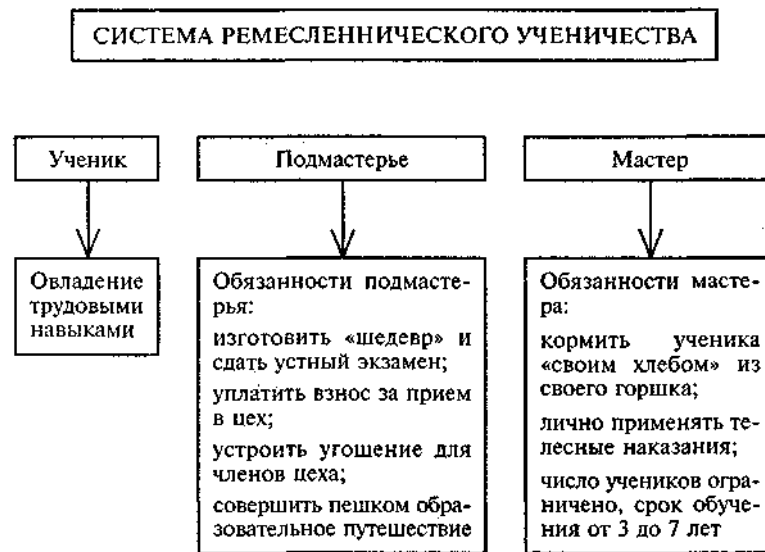 СИСТЕМА РЕМЕСЛЕННИЧЕСКОГО УЧЕНИЧЕСТВА
Ученик
Подмастерье
Мастер
Овладение
трудовыми
навыками
Обязанности подмасте-
рья:
изготовить «шедевр» и
сдать устный экзамен;
уплатить взнос за прием
в цех;
устроить угощение для
членов цеха;
совершить пешком обра-
зовательное путешествие
Обязанности масте-
ра:
кормить ученика
«своим хлебом» из
своего горшка;
лично применять те-
лесные наказания;
число учеников огра-
ничено, срок обуче-
ния от 3 до 7 лет